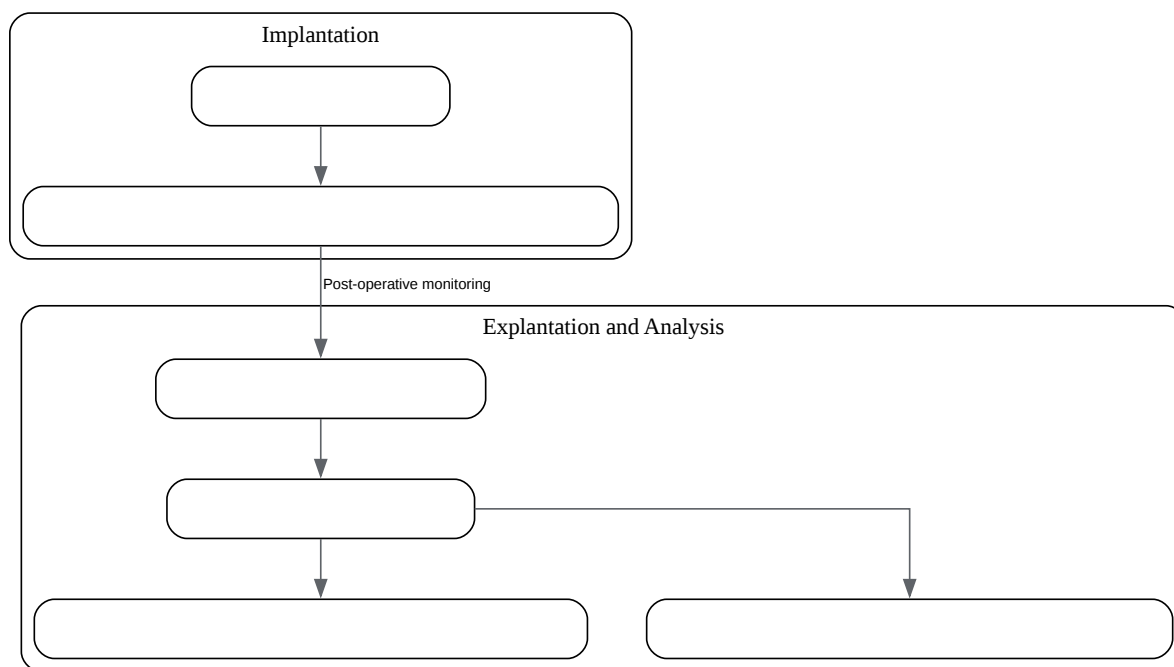 Implantation
Post-operative monitoring
Explantation and Analysis